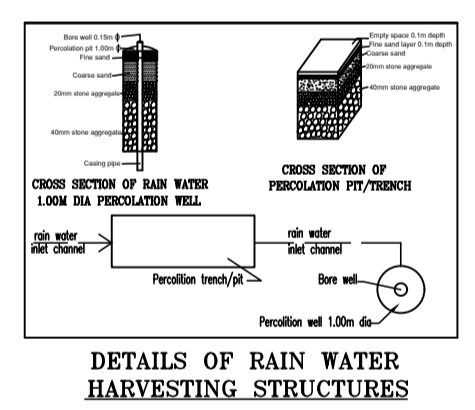 Bore well 0.15m ϕ
Percolation pit 1.00m ϕ
Fine sand
Coarse sand
20mm stone aggregate
40mm stone aggregate
Casing pipe
CROSS SECTION OF RAIN WATER
1.00M DIA PERCOLATION WELL
Empty space 0.1m depth
Fine sand layer 0.1m depth
Coarse sand
20mm stone aggregate
40mm stone aggregate
CROSS SECTION OF
PERCOLATION PIT/TRENCH
rain water
inlet channel
Percolition trench/pit
rain water
inlet channel
Bore well
Percolition well 1.00m dia
DETAILS OF RAIN WATER
HARVESTING STRUCTURES